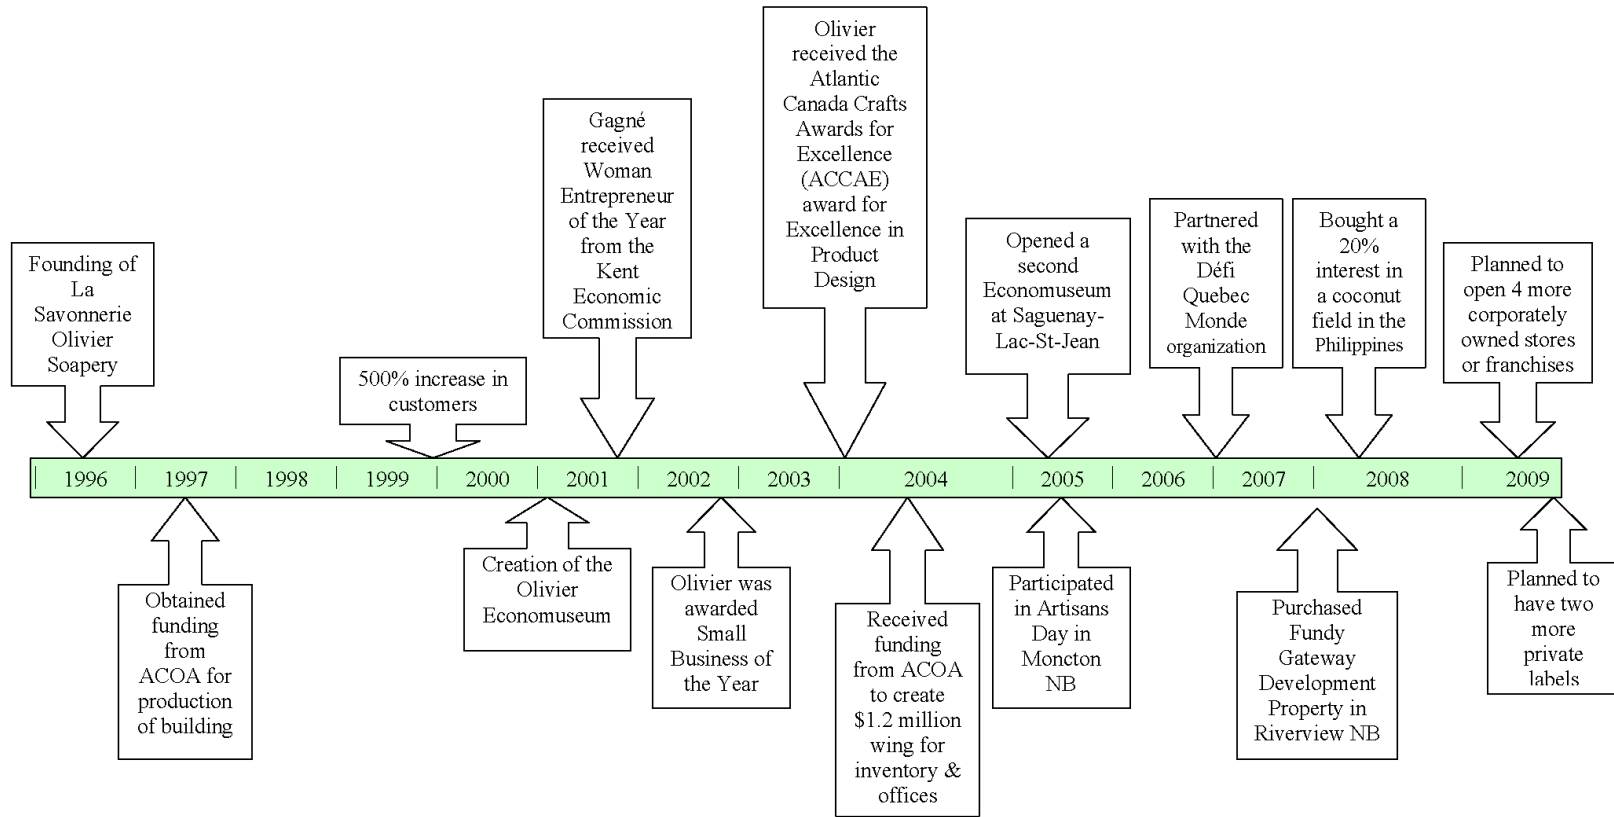 Founding of
La
Savonnerie
Olivier
Soapery
500% increase in
customers
Gagné
received
Woman
Entrepreneur
of the Year
from the
Kent
Economic
Commission
Olivier
received the
Atlantic
Canada Crafts
Awards for
Excellence
(ACCAE)
award for
Excellence in
Product
Design
Opened a
second
Economuseum
at Saguenay-
Lac-St-Jean
Partnered
with the
Défi
Quebec
Monde
organization
Bought a
20%
interest in
a coconut
field in the
Philippines
Planned to
open 4 more
corporately
owned stores
or franchises
1996 1997 1998 1999 2000 2001 2002 2003 2004 2005 2006 2007 2008 2009
Obtained
funding
from
ACOA for
production
of building
Creation of the
Olivier
Economuseum
Olivier was
awarded
Small
Business of
the Year
Received
funding
from ACOA
to create
$1.2 million
wing for
inventory &
offices
Participated
in Artisans
Day in
Moncton
NB
Purchased
Fundy
Gateway
Development
Property in
Riverview NB
Planned to
have two
more
private
labels